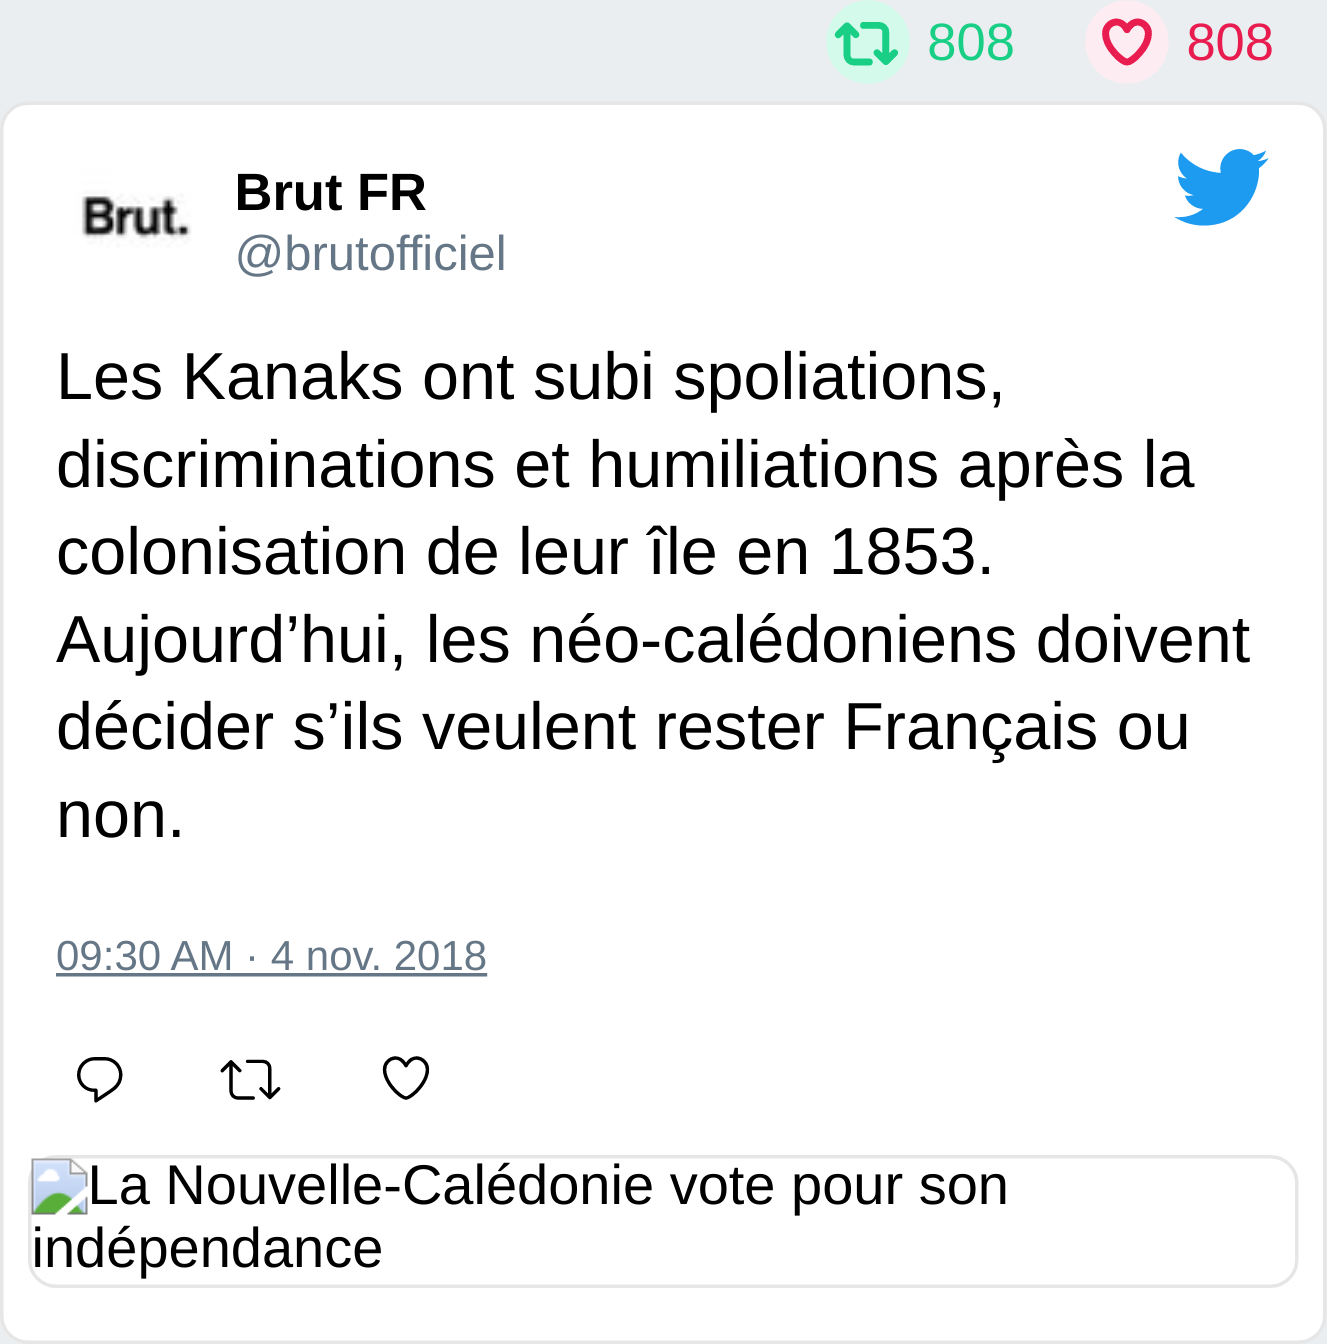 808 808
Brut.
Brut FR
@brutofficiel
Les Kanaks ont subi spoliations,
discriminations et humiliations après la
colonisation de leur île en 1853.
Aujourd’hui, les néo-calédoniens doivent
décider s’ils veulent rester Français ou
non.
09:30 AM · 4 nov. 2018
La Nouvelle-Calédonie vote pour son
indépendance